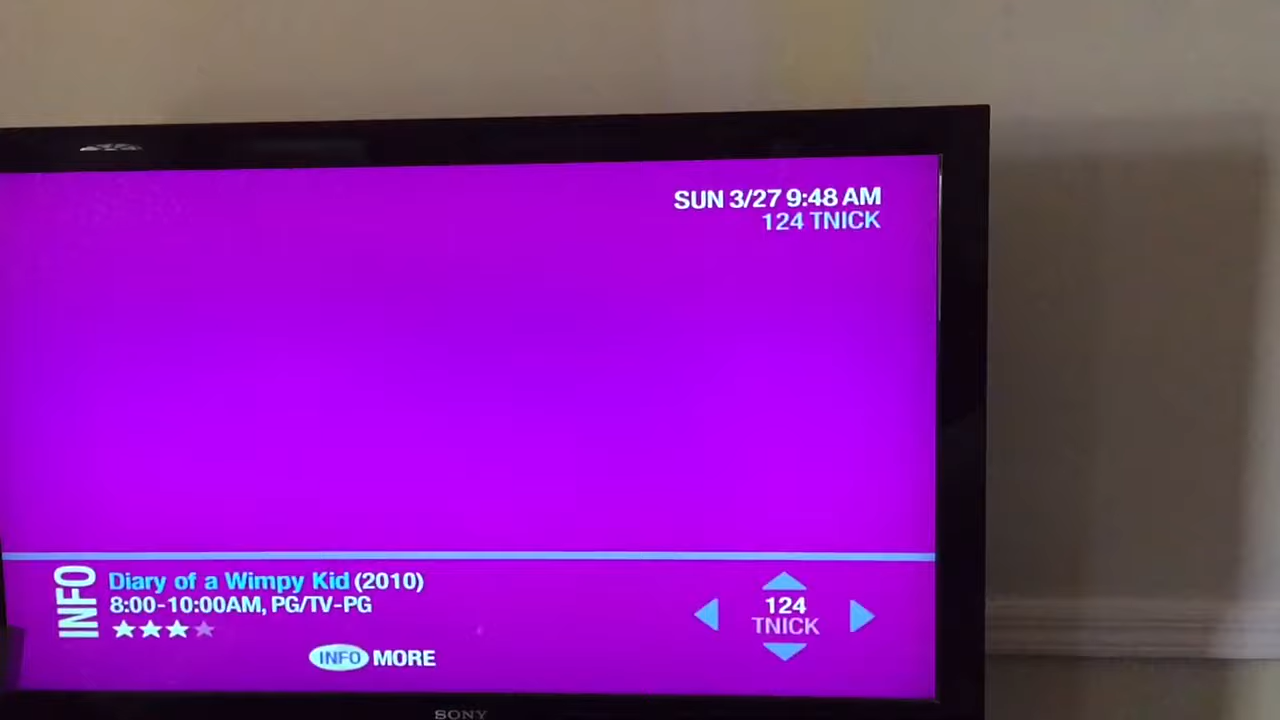 SUN 3/27 9:48 AM
124 TNICK
INFO
Diary of a Wimpy Kid (2010)
8:00-10:00AM, PG/TV-PG
INFO MORE
124
TNICK
SONY